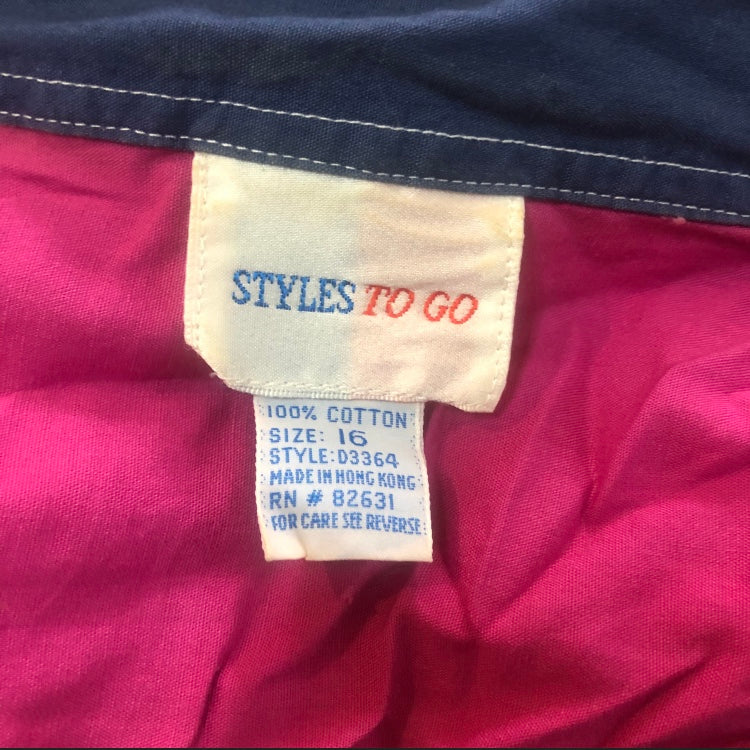 STYLES TO GO
100% COTTON
SIZE: 16
STYLE: D3364
MADE IN HONG KONG
RN # 82631
FOR CARE SEE REVERSE